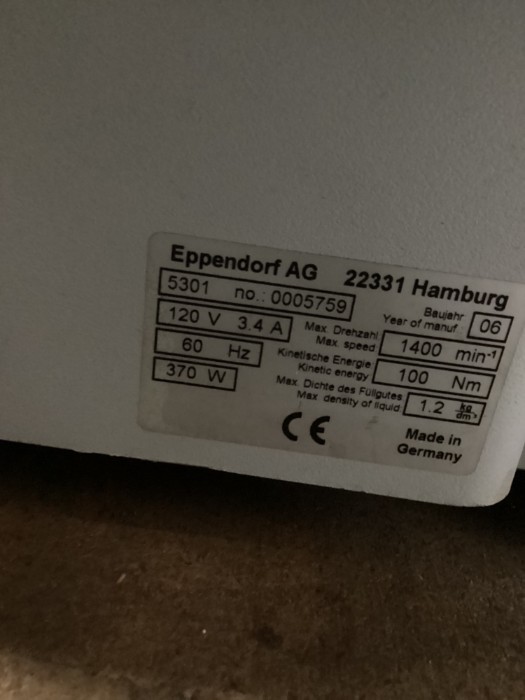 Eppendorf AG 22331 Hamburg
5301 no.: 0005759
Baujahr
Year of manuf. 06
120 V 3.4 A
Max. Drehzahl
Max. speed 1400 min-¹
60 Hz
Kinetische Energie
Kinetic energy 100 Nm
370 W
Max. Dichte des Füllgutes
Max. density of liquid 1.2 kg/dm³
CE
Made in
Germany